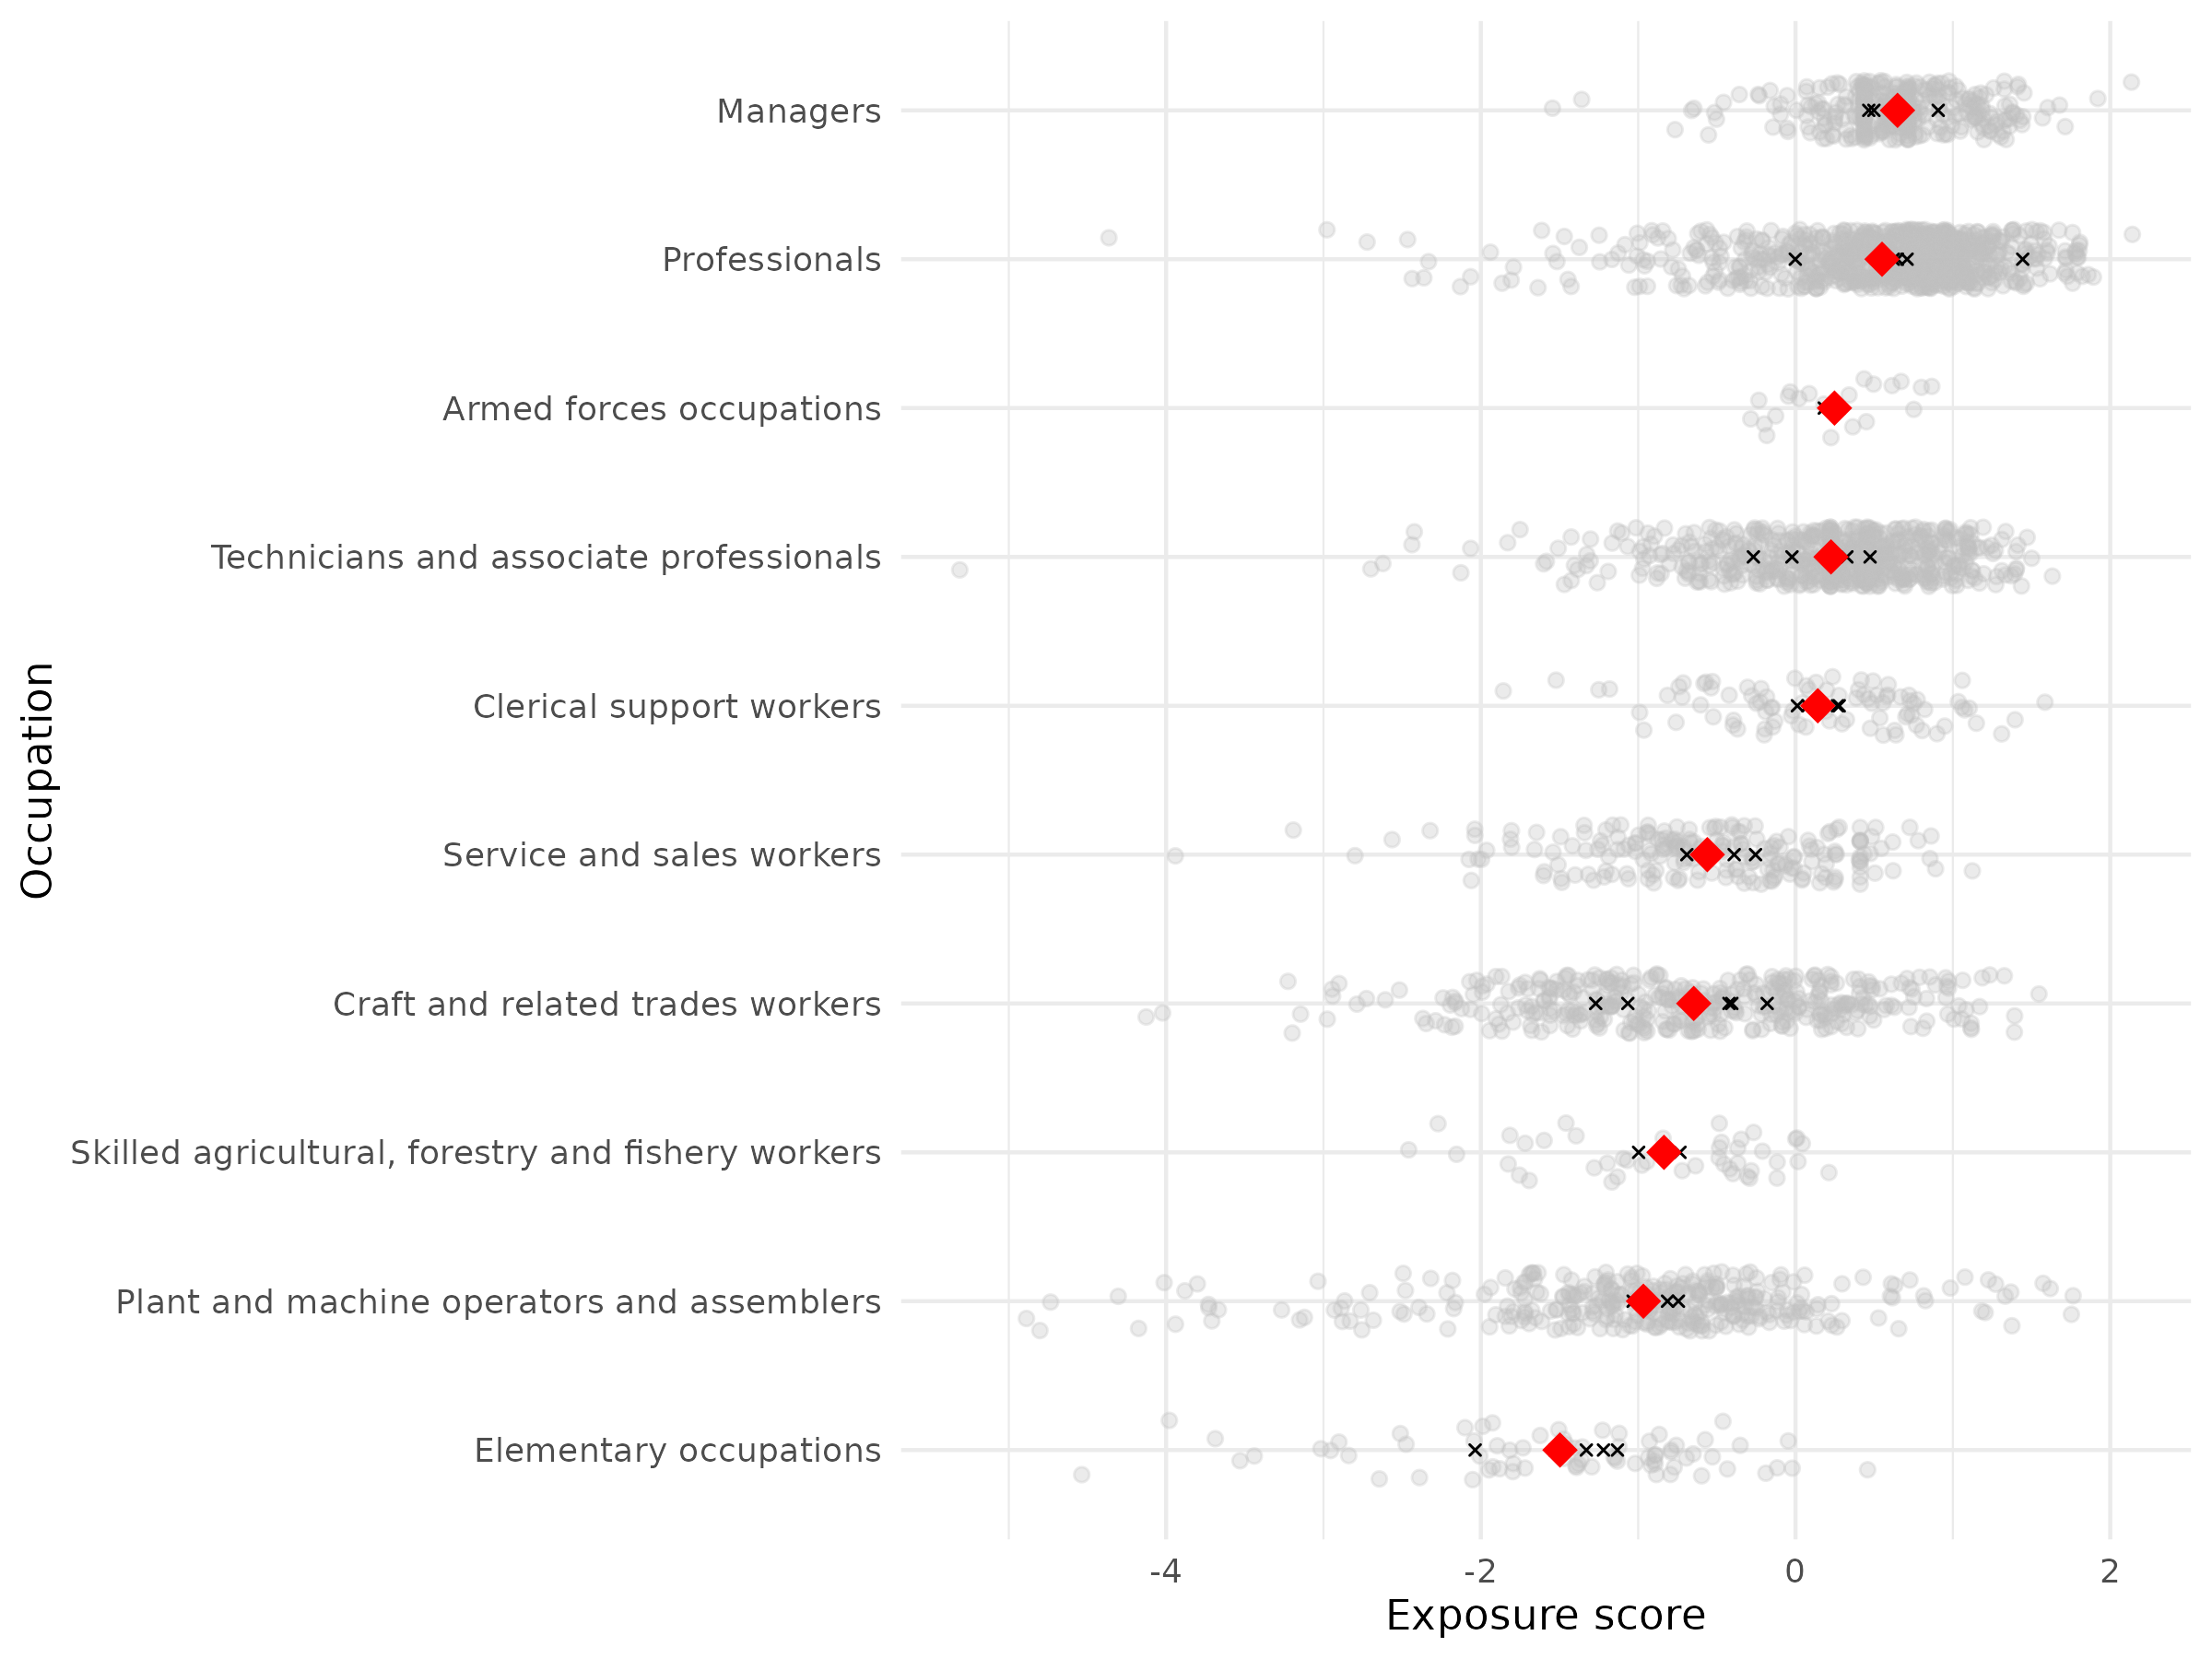 Managers
Professionals
Armed forces occupations
Technicians and associate professionals
Clerical support workers
Service and sales workers
Craft and related trades workers
Skilled agricultural, forestry and fishery workers
Plant and machine operators and assemblers
Elementary occupations
Occupation
-4 -2 0 2
Exposure score